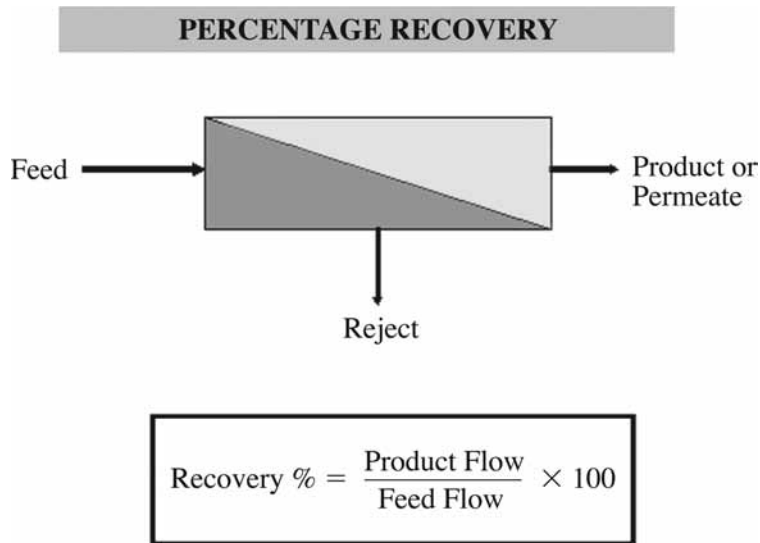 PERCENTAGE RECOVERY
Feed
Product or
Permeate
Reject
Recovery % = Product Flow / Feed Flow × 100